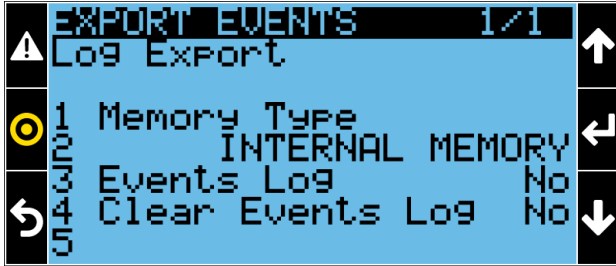 EXPORT EVENTS 1/1
Log Export
1 Memory Type
2 INTERNAL MEMORY
3 Events Log No
4 Clear Events Log No
5